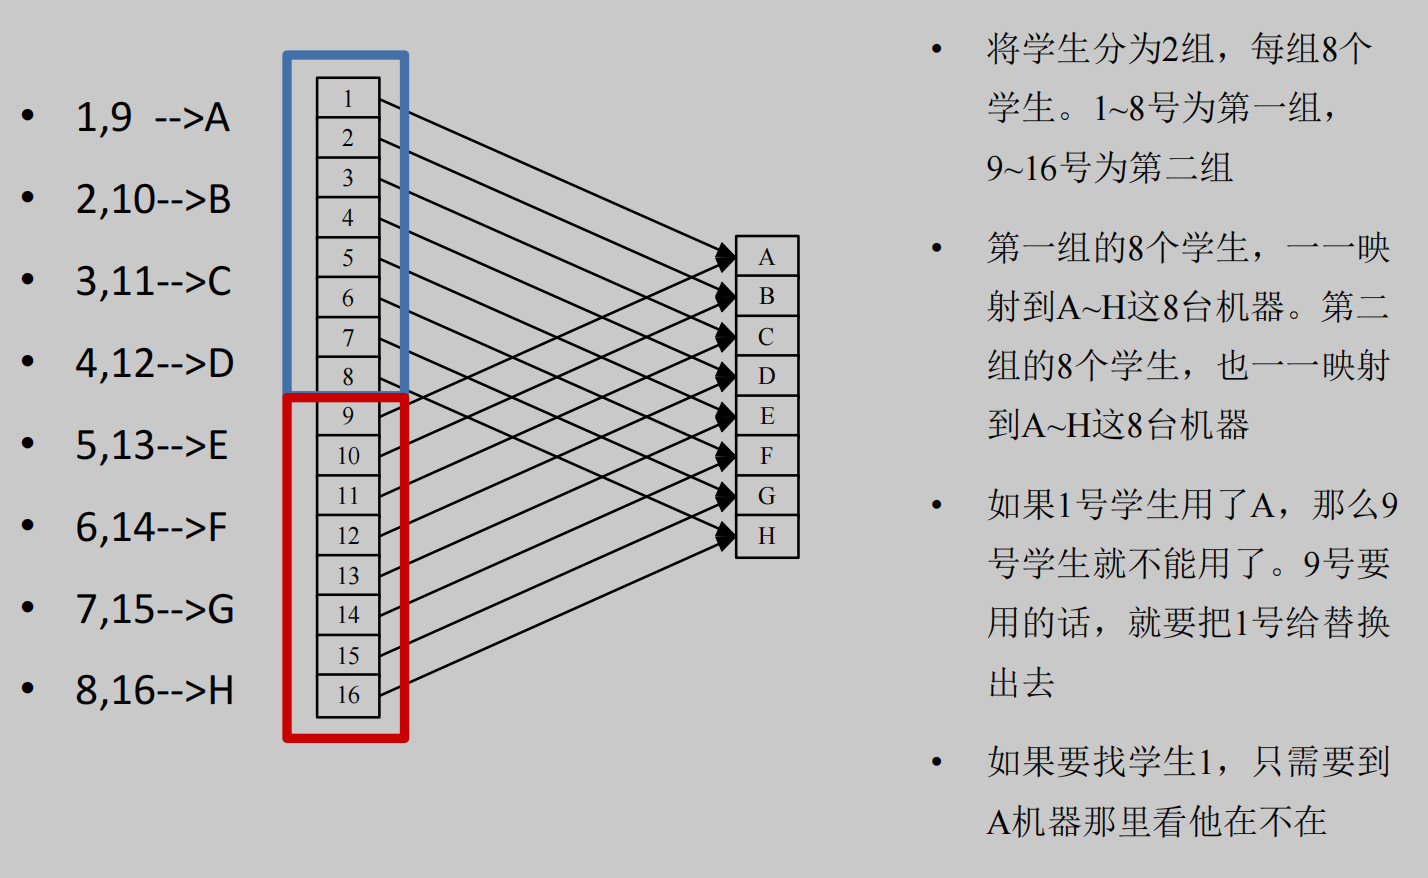 • 1,9 -->A
• 2,10-->B
• 3,11-->C
• 4,12-->D
• 5,13-->E
• 6,14-->F
• 7,15-->G
• 8,16-->H
1
2
3
4
5
6
7
8
9
10
11
12
13
14
15
16
A
B
C
D
E
F
G
H
• 将学生分为2组，每组8个
学生。1~8号为第一组，
9~16号为第二组
• 第一组的8个学生，一一映
射到A~H这8台机器。第二
组的8个学生，也一一映射
到A~H这8台机器
• 如果1号学生用了A，那么9
号学生就不能用了。9号要
用的话，就要把1号给替换
出去
• 如果要找学生1，只需要到
A机器那里看他在不在